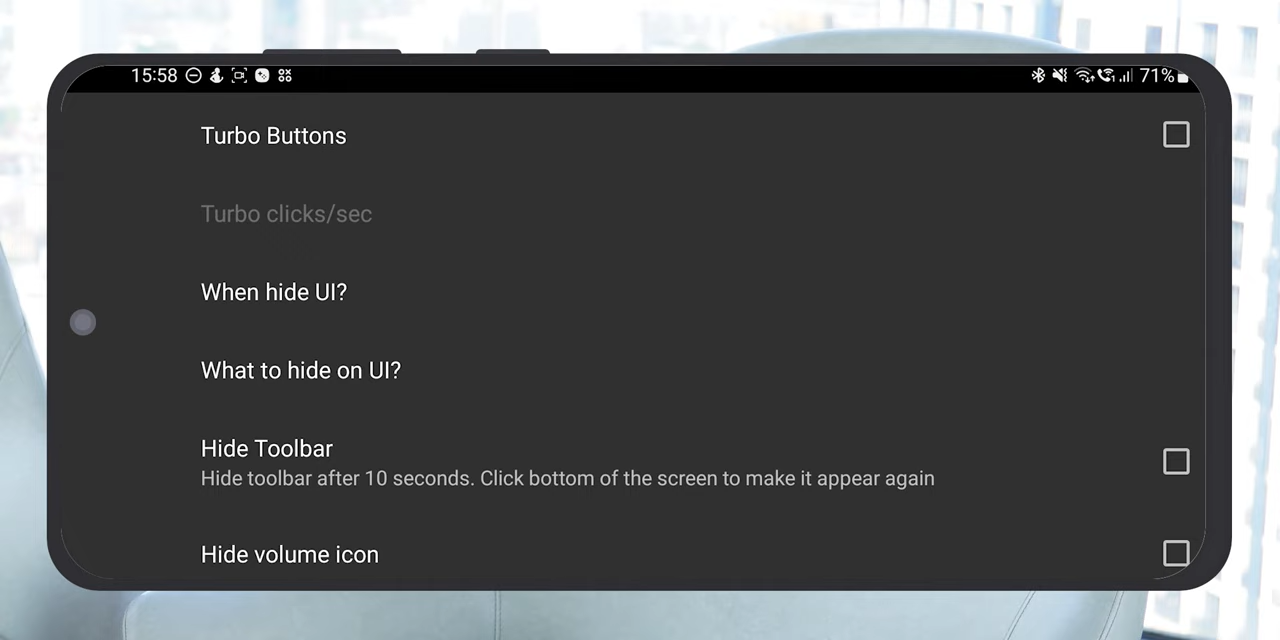 15:58
71%
Turbo Buttons
Turbo clicks/sec
When hide UI?
What to hide on UI?
Hide Toolbar
Hide toolbar after 10 seconds. Click bottom of the screen to make it appear again
Hide volume icon